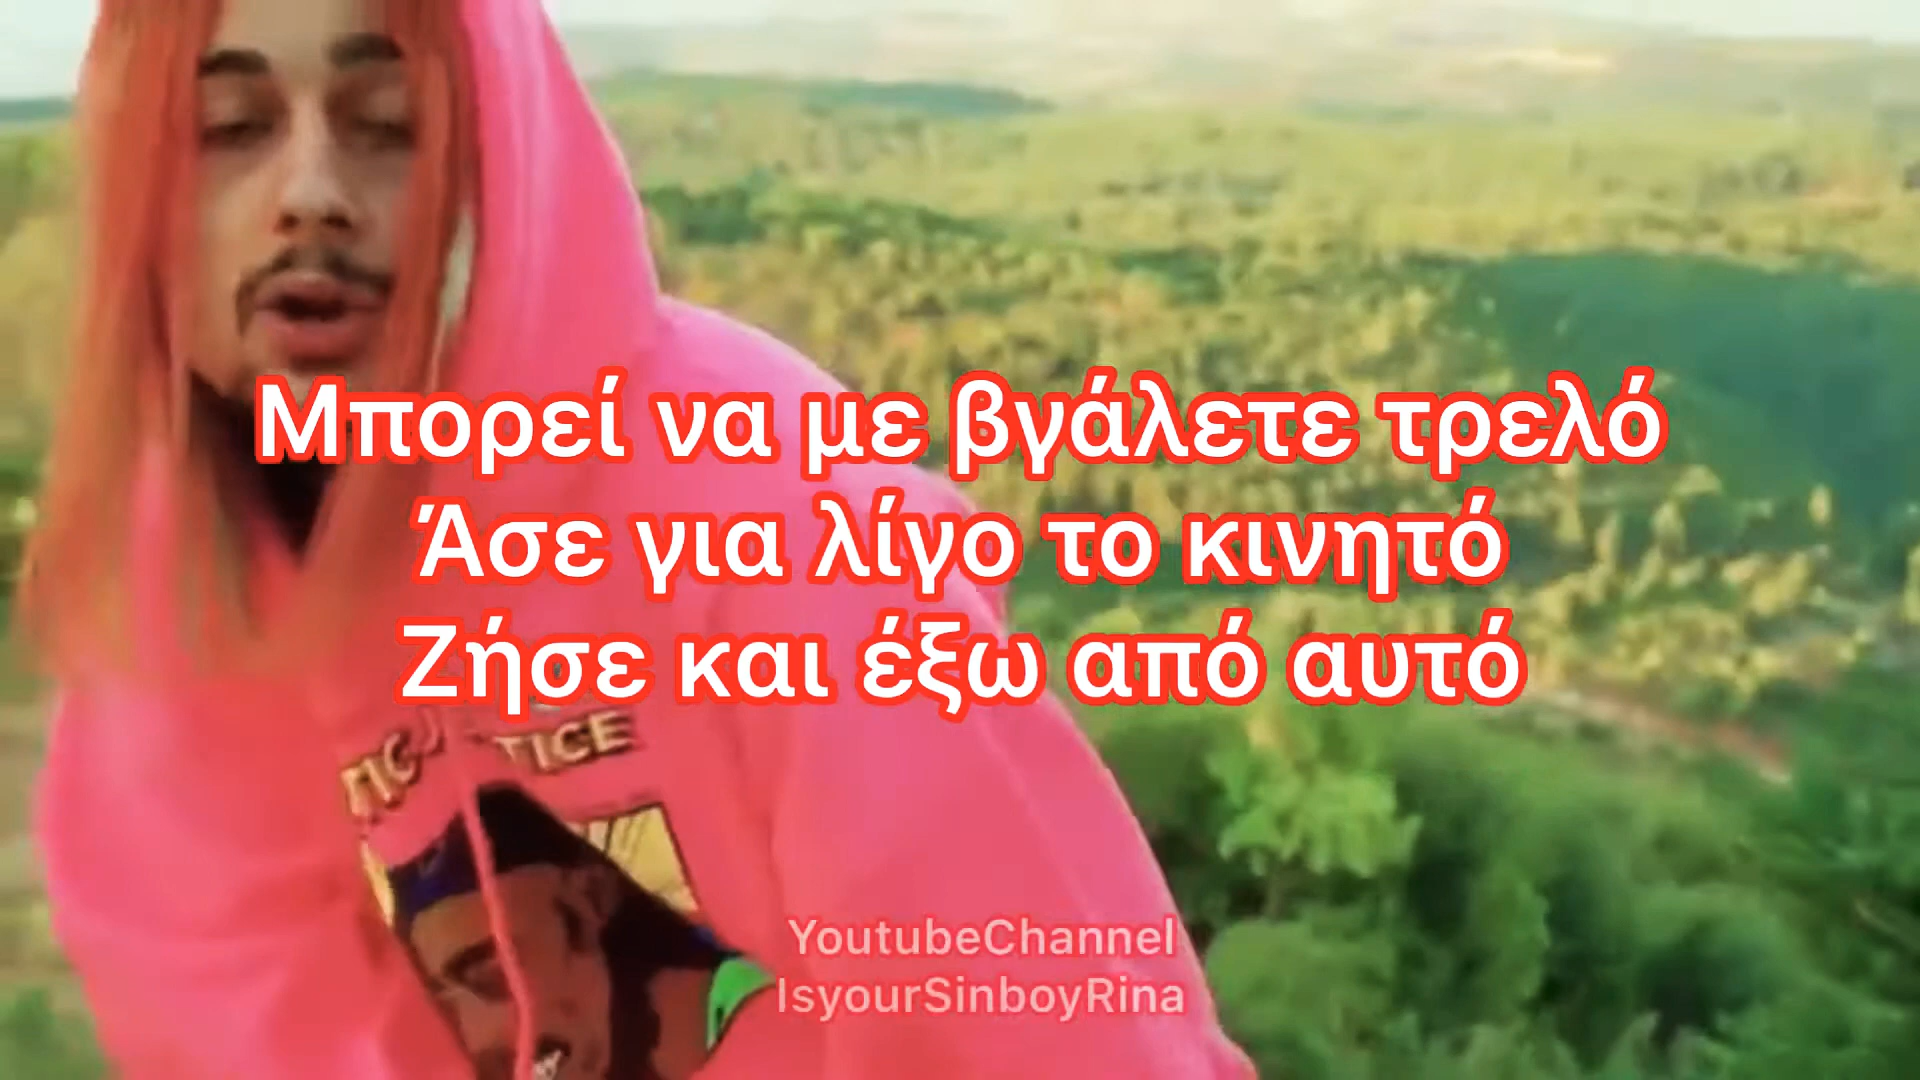 Μπορεί να με βγάλετε τρελό
Άσε για λίγο το κινητό
Ζήσε και έξω από αυτό
YoutubeChannel
IsyourSinboyRina